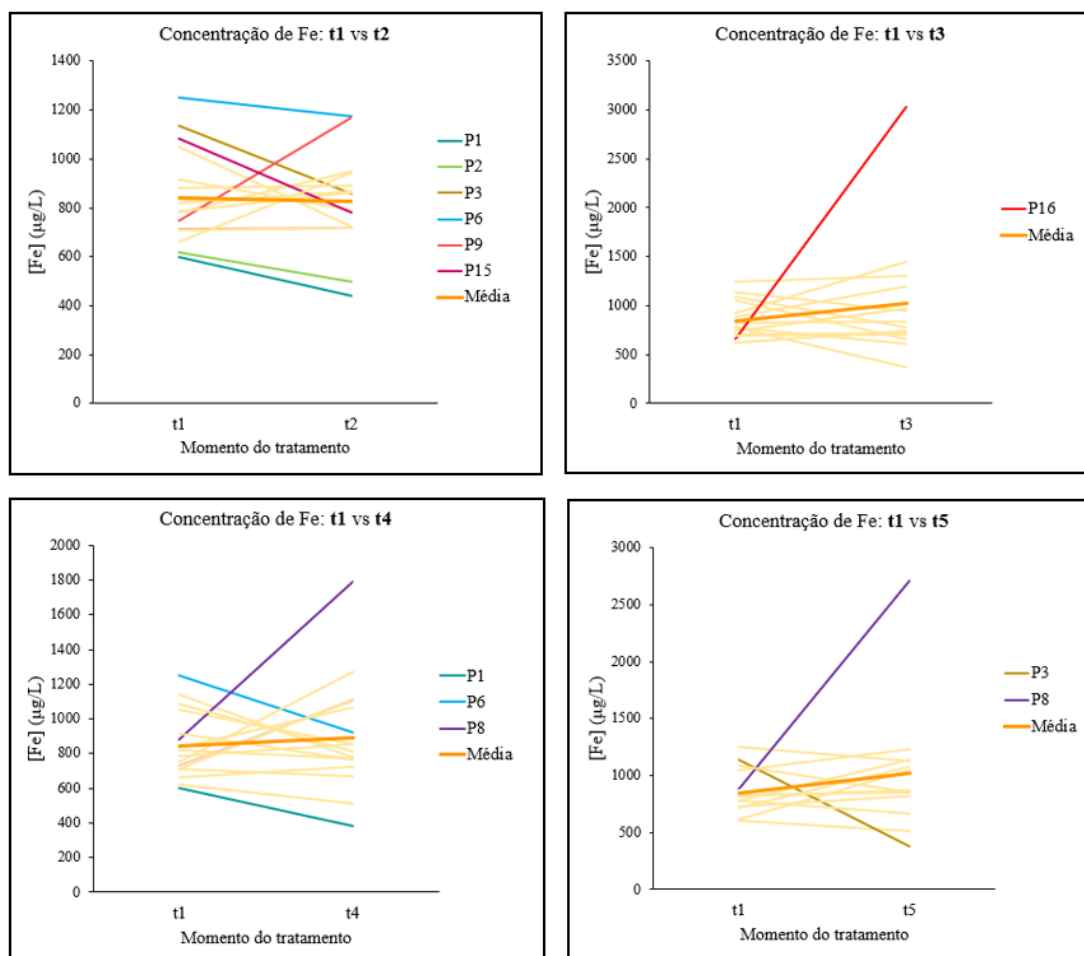 Concentração de Fe: t1 vs t2
[Fe] (µg/L)
1400
1200
1000
800
600
400
200
0
t1 t2
Momento do tratamento
P1
P2
P3
P6
P9
P15
Média
Concentração de Fe: t1 vs t3
[Fe] (µg/L)
3500
3000
2500
2000
1500
1000
500
0
t1 t3
Momento do tratamento
P16
Média
Concentração de Fe: t1 vs t4
[Fe] (µg/L)
2000
1800
1600
1400
1200
1000
800
600
400
200
0
t1 t4
Momento do tratamento
P1
P6
P8
Média
Concentração de Fe: t1 vs t5
[Fe] (µg/L)
3000
2500
2000
1500
1000
500
0
t1 t5
Momento do tratamento
P3
P8
Média